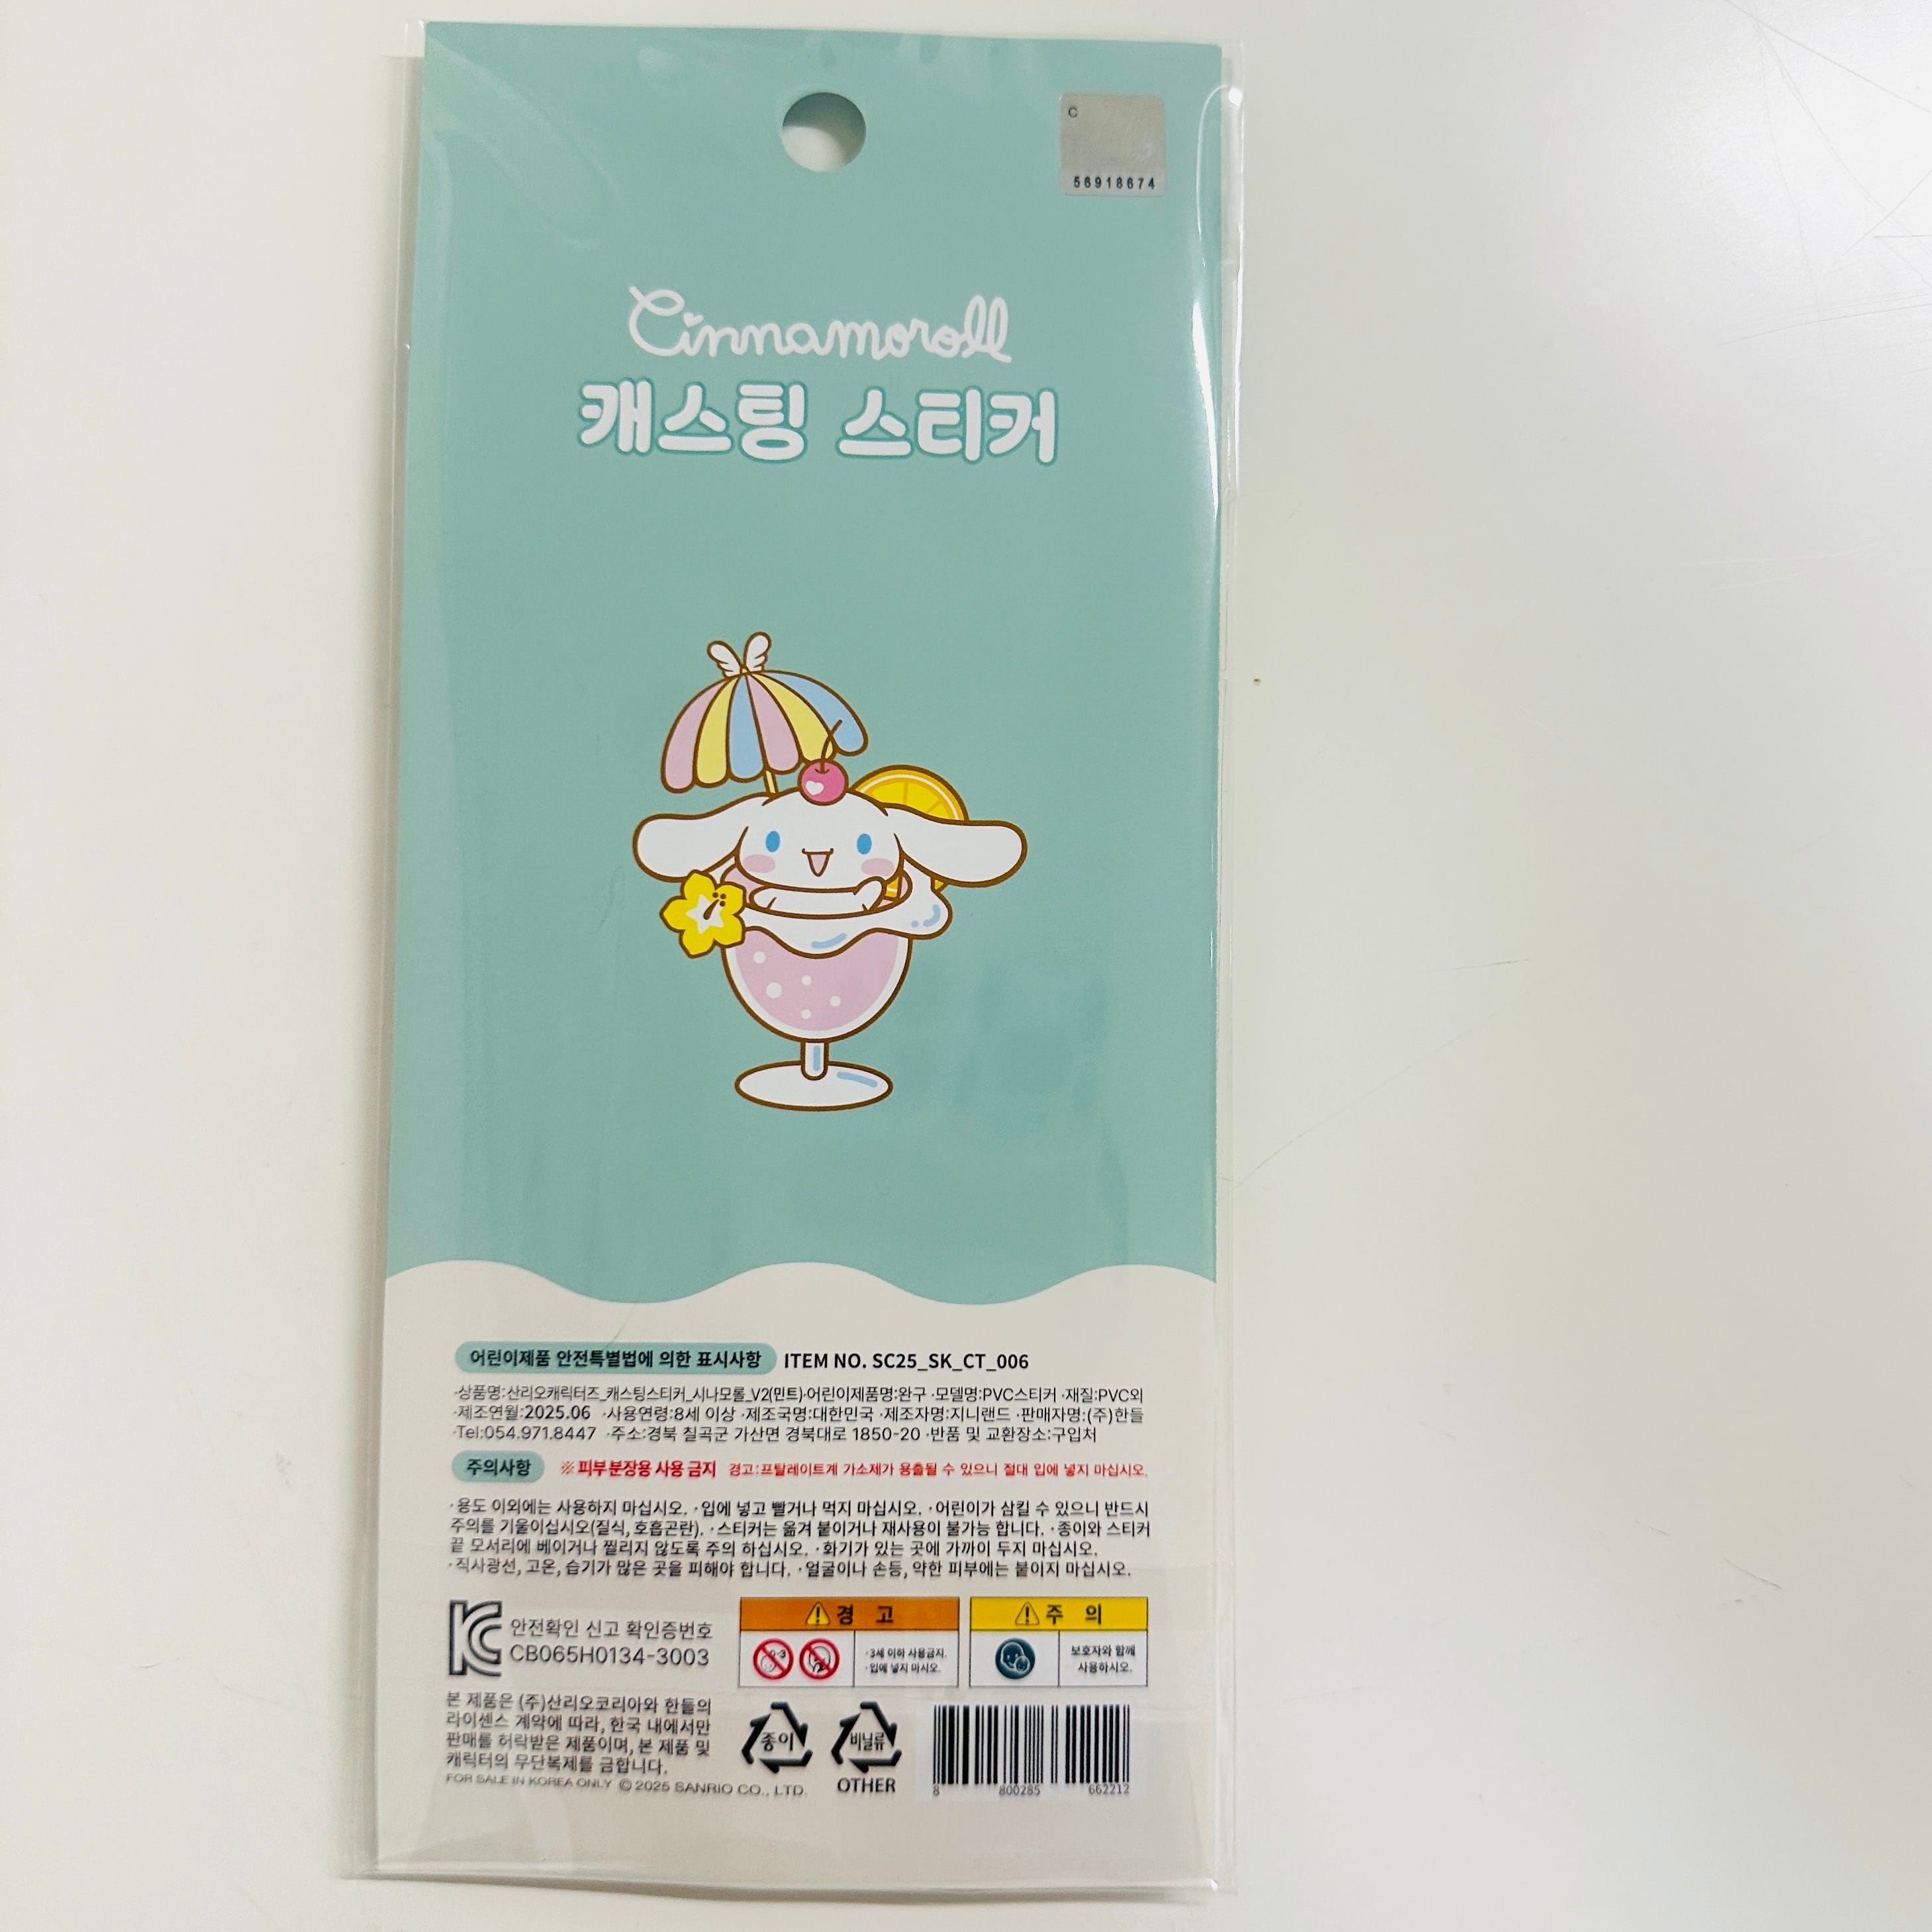 C
56918674
Cinnamoroll
캐스팅 스티커
어린이제품 안전특별법에 의한 표시사항 ITEM NO. SC25_SK_CT_006
·상품명:산리오캐릭터즈_캐스팅스티커_시나모롤_V2(민트)·어린이제품명:완구 ·모델명:PVC스티커 ·재질:PVC외
·제조연월:2025.06 ·사용연령:8세 이상 ·제조국명:대한민국 ·제조자명:지니랜드 ·판매자명:(주)한들
·Tel:054.971.8447 ·주소:경북 칠곡군 가산면 경북대로 1850-20 ·반품 및 교환장소:구입처
주의사항 ※피부 분장용 사용 금지 경고:프탈레이트계 가소제가 용출될 수 있으니 절대 입에 넣지 마십시오.
·용도 이외에는 사용하지 마십시오. ·입에 넣고 빨거나 먹지 마십시오. ·어린이가 삼킬 수 있으니 반드시
주의를 기울이십시오(질식, 호흡곤란). ·스티커는 옮겨 붙이거나 재사용이 불가능 합니다. ·종이와 스티커
끝 모서리에 베이거나 찔리지 않도록 주의 하십시오. ·화기가 있는 곳에 가까이 두지 마십시오.
·직사광선, 고온, 습기가 많은 곳을 피해야 합니다. ·얼굴이나 손등, 약한 피부에는 붙이지 마십시오.
KC 안전확인 신고 확인증번호
CB065H0134-3003
경 고
0-3
·3세 이하 사용금지.
·입에 넣지 마시오.
주 의
보호자와 함께
사용하시오.
본 제품은 (주)산리오코리아와 한들의
라이센스 계약에 따라, 한국 내에서만
판매를 허락받은 제품이며, 본 제품 및
캐릭터의 무단복제를 금합니다.
FOR SALE IN KOREA ONLY ©2025 SANRIO CO., LTD.
종이
비닐류
OTHER
8 800285 662212